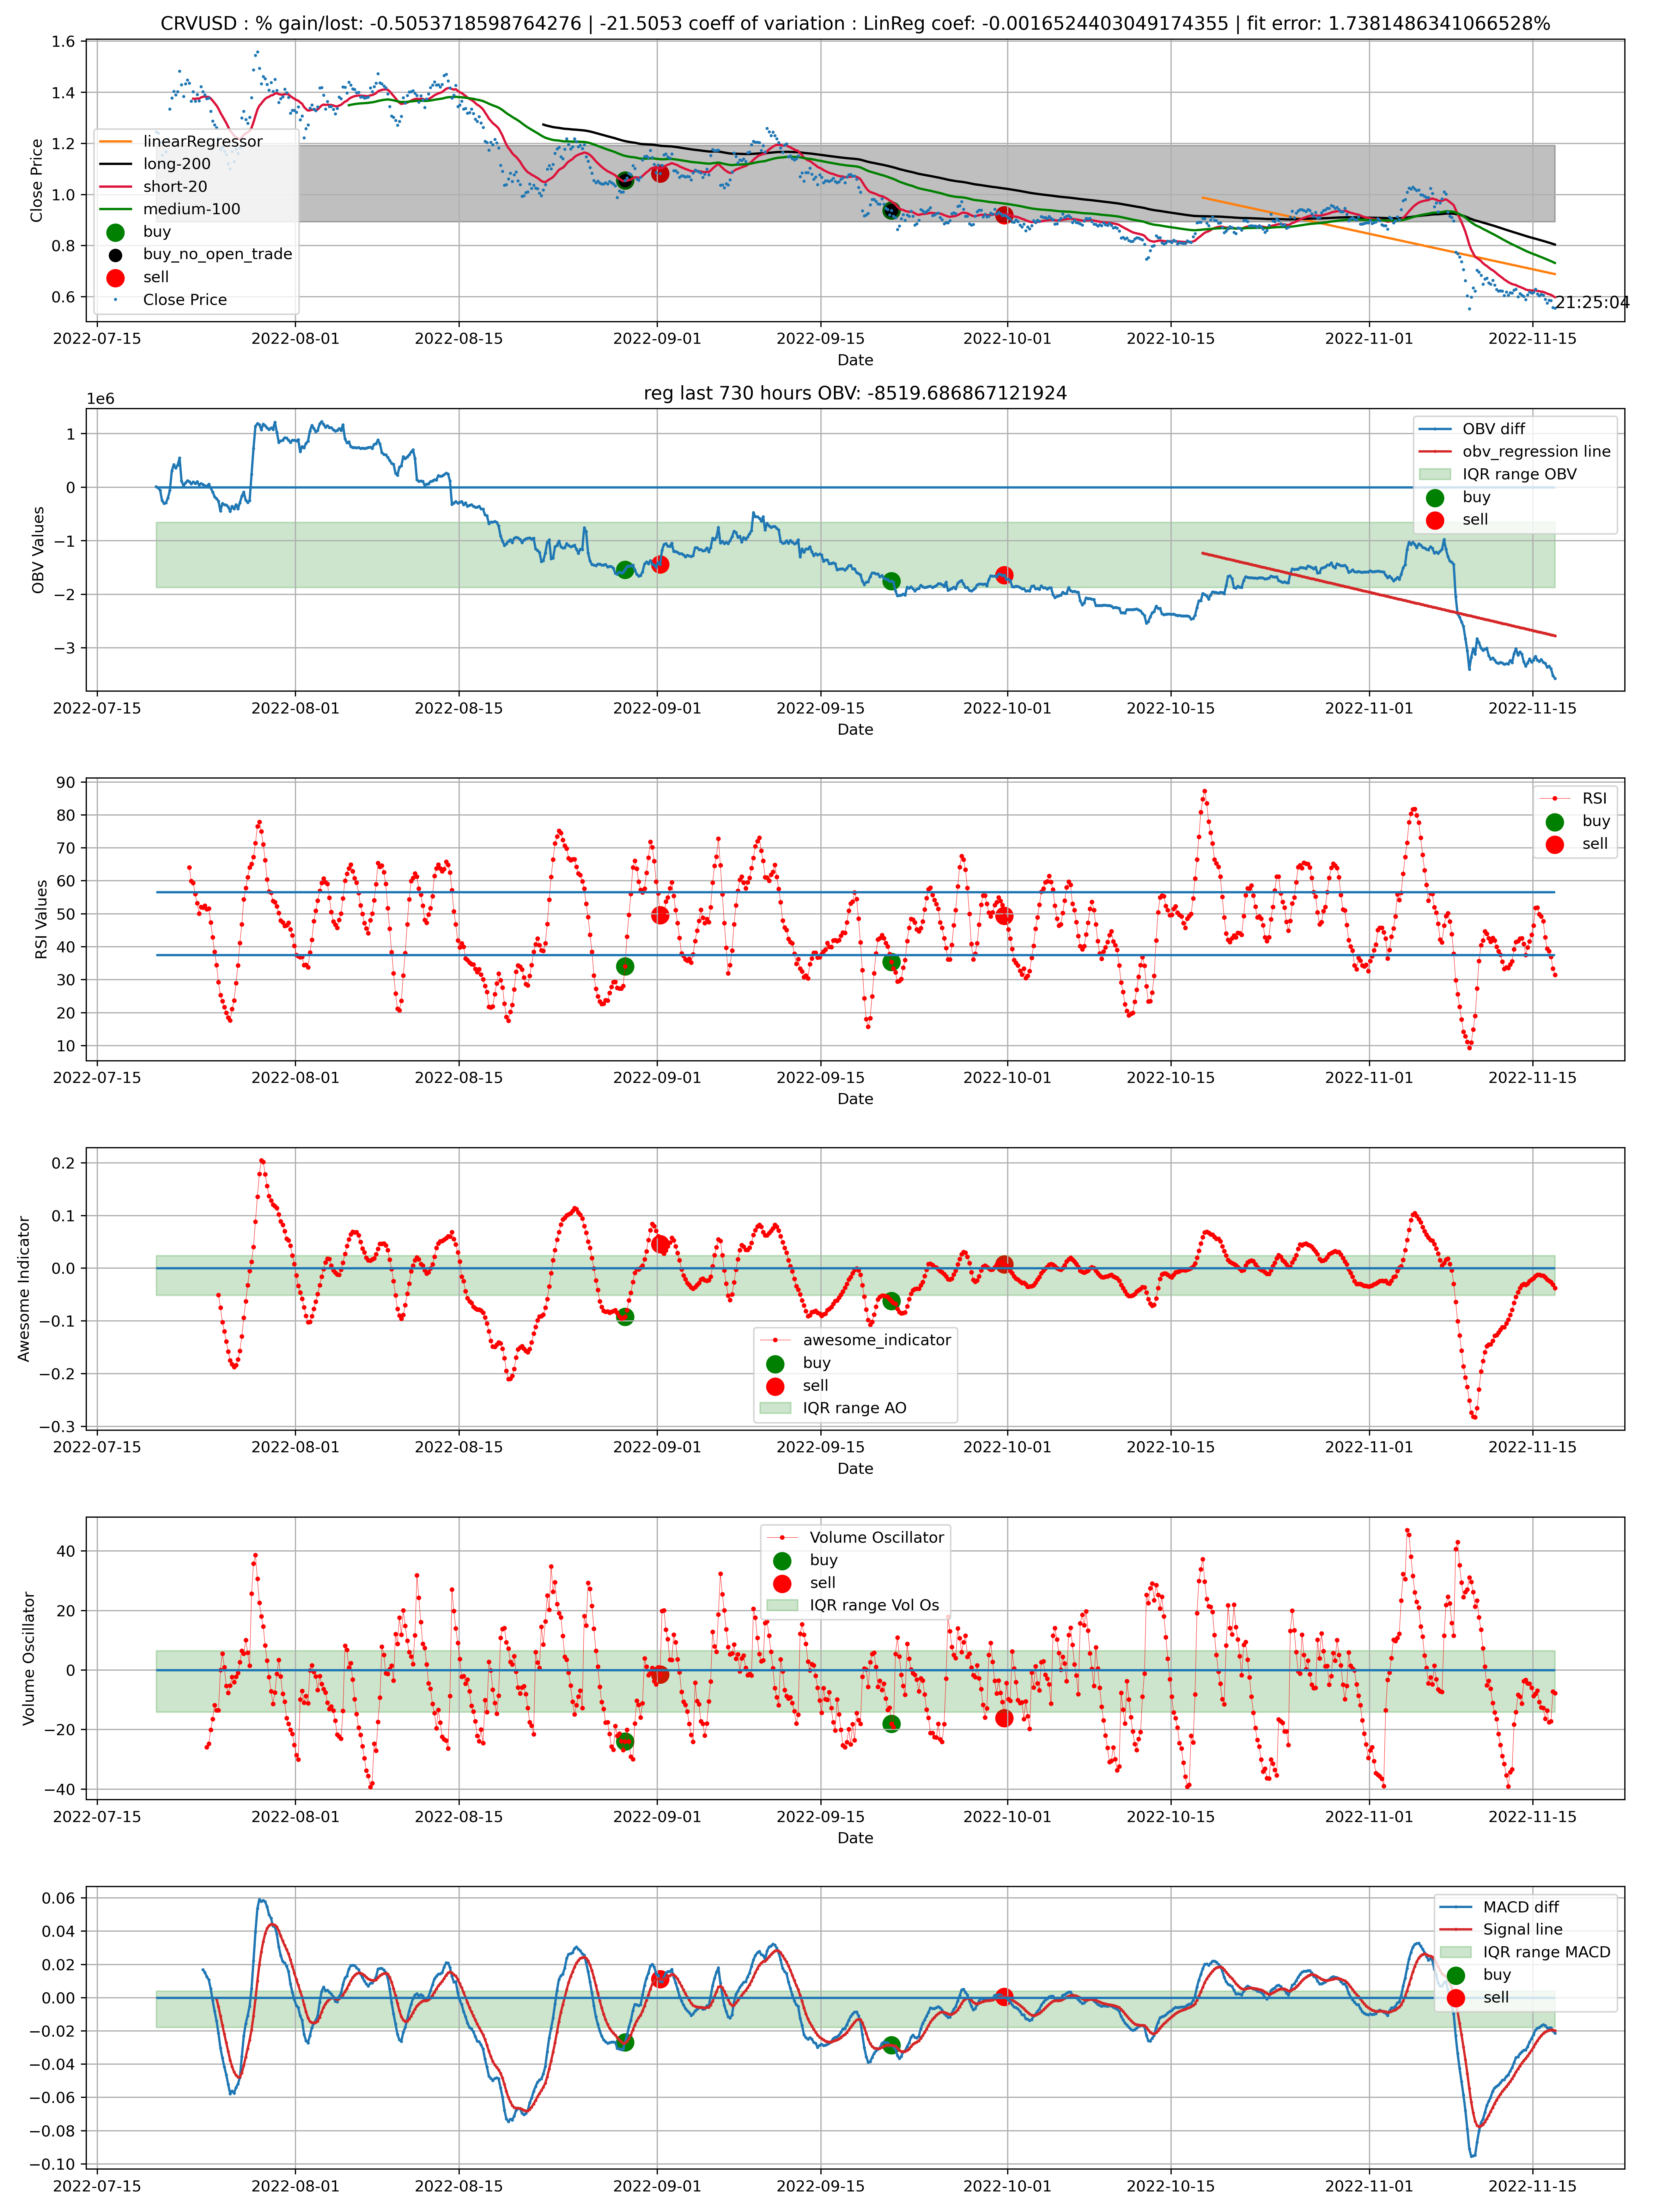 CRVUSD : % gain/lost: -0.5053718598764276 | -21.5053 coeff of variation : LinReg coef: -0.0016524403049174355 | fit error: 1.7381486341066528%
1.6
1.4
1.2
1.0
0.8
0.6
Close Price
linearRegressor
long-200
short-20
medium-100
buy
buy_no_open_trade
sell
Close Price
21:25:04
2022-07-15 2022-08-01 2022-08-15 2022-09-01 2022-09-15 2022-10-01 2022-10-15 2022-11-01 2022-11-15
Date
reg last 730 hours OBV: -8519.686867121924
1e6
1
0
−1
−2
−3
OBV Values
OBV diff
obv_regression line
IQR range OBV
buy
sell
2022-07-15 2022-08-01 2022-08-15 2022-09-01 2022-09-15 2022-10-01 2022-10-15 2022-11-01 2022-11-15
Date
90
80
70
60
50
40
30
20
10
RSI Values
RSI
buy
sell
2022-07-15 2022-08-01 2022-08-15 2022-09-01 2022-09-15 2022-10-01 2022-10-15 2022-11-01 2022-11-15
Date
0.2
0.1
0.0
−0.1
−0.2
−0.3
Awesome Indicator
awesome_indicator
buy
sell
IQR range AO
2022-07-15 2022-08-01 2022-08-15 2022-09-01 2022-09-15 2022-10-01 2022-10-15 2022-11-01 2022-11-15
Date
40
20
0
−20
−40
Volume Oscillator
Volume Oscillator
buy
sell
IQR range Vol Os
2022-07-15 2022-08-01 2022-08-15 2022-09-01 2022-09-15 2022-10-01 2022-10-15 2022-11-01 2022-11-15
Date
0.06
0.04
0.02
0.00
−0.02
−0.04
−0.06
−0.08
−0.10
MACD diff
Signal line
IQR range MACD
buy
sell
2022-07-15 2022-08-01 2022-08-15 2022-09-01 2022-09-15 2022-10-01 2022-10-15 2022-11-01 2022-11-15